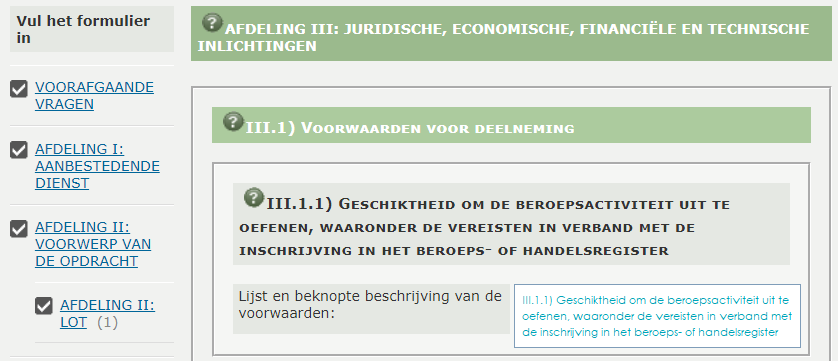 Vul het formulier
in
VOORAFGAANDE
VRAGEN
AFDELING I:
AANBESTEDENDE
DIENST
AFDELING II:
VOORWERP VAN
DE OPDRACHT
AFDELING II:
LOT (1)
AFDELING III: JURIDISCHE, ECONOMISCHE, FINANCIËLE EN TECHNISCHE
INLICHTINGEN
III.1) VOORWAARDEN VOOR DEELNEMING
III.1.1) GESCHIKTHEID OM DE BEROEPSACTIVITEIT UIT TE
OEFENEN, WAARONDER DE VEREISTEN IN VERBAND MET DE
INSCHRIJVING IN HET BEROEPS- OF HANDELSREGISTER
Lijst en beknopte beschrijving van de
voorwaarden:
III.1.1) Geschiktheid om de beroepsactiviteit uit te
oefenen, waaronder de vereisten in verband met
de inschrijving in het beroeps- of handelsregister